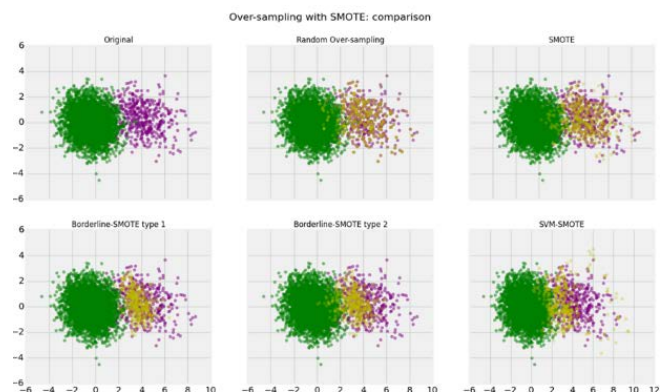 Over-sampling with SMOTE: comparison
Original
Random Over-sampling
SMOTE
6
4
2
0
−2
−4
−6
Borderline-SMOTE type 1
Borderline-SMOTE type 2
SVM-SMOTE
6
4
2
0
−2
−4
−6
−6 −4 −2 0 2 4 6 8 10
−6 −4 −2 0 2 4 6 8 10
−6 −4 −2 0 2 4 6 8 10 12